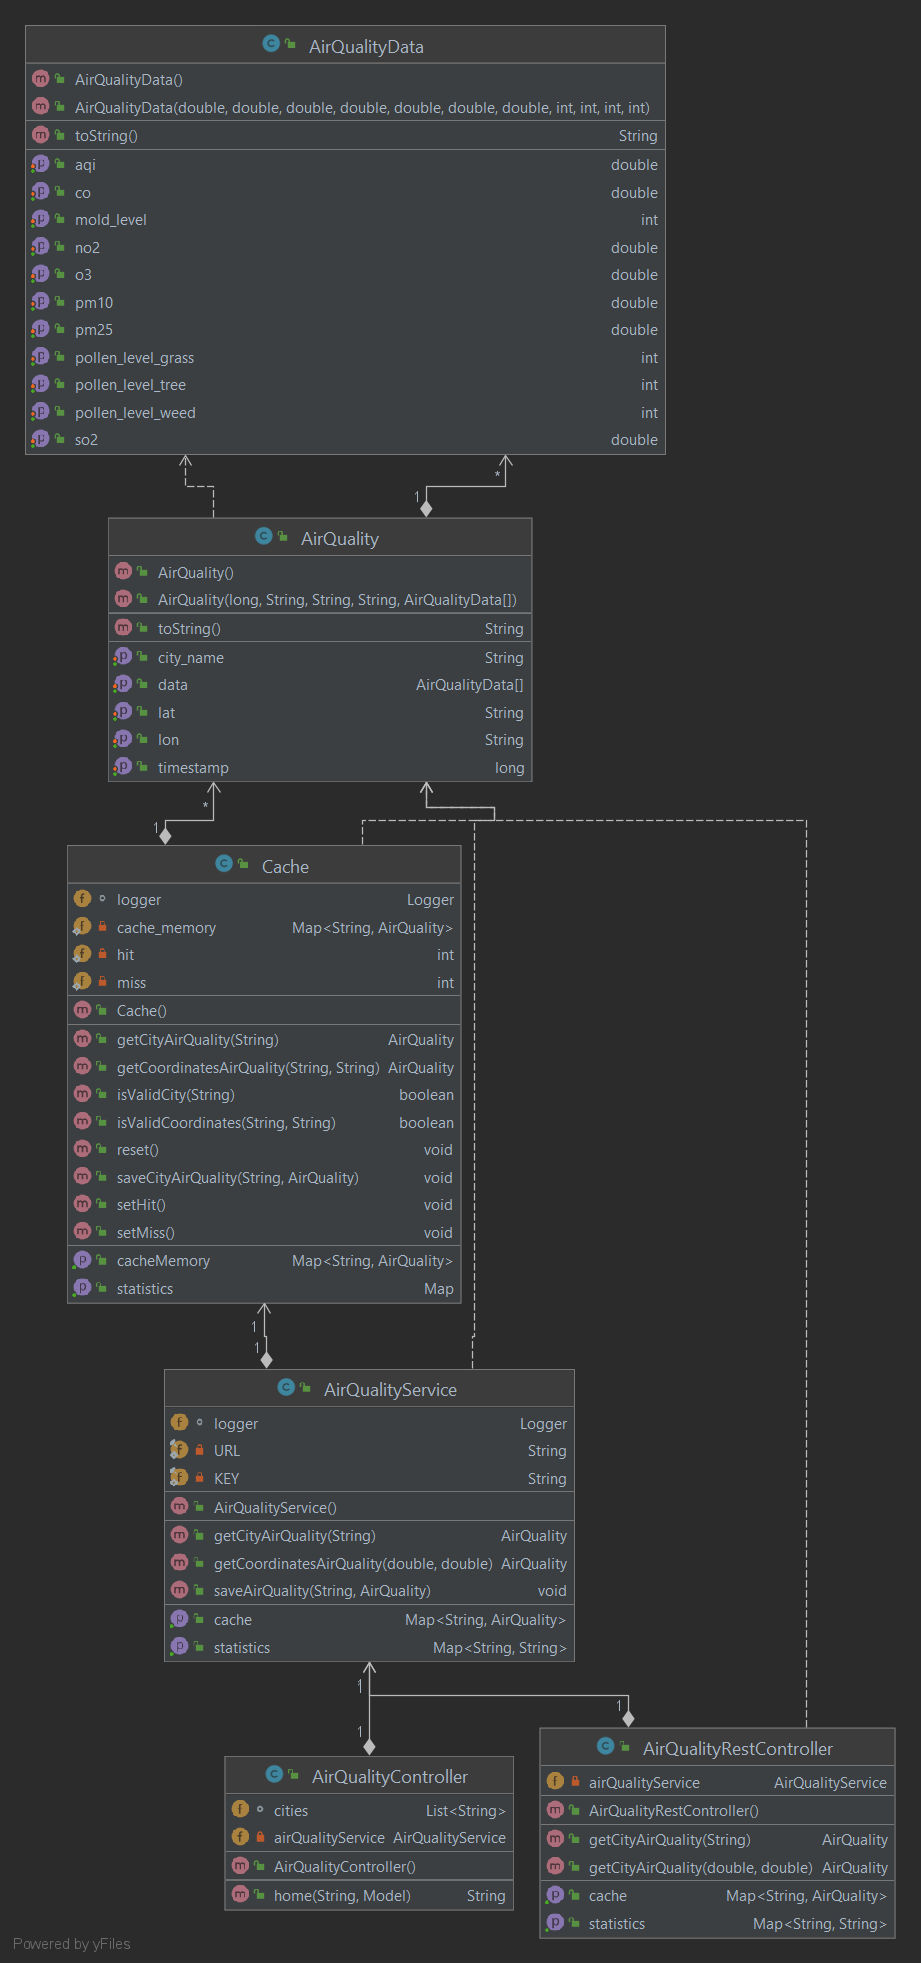 AirQualityData
AirQualityData()
AirQualityData(double, double, double, double, double, double, double, int, int, int, int)
toString() String
aqi double
co double
mold_level int
no2 double
o3 double
pm10 double
pm25 double
pollen_level_grass int
pollen_level_tree int
pollen_level_weed int
so2 double
1 *
AirQuality
AirQuality()
AirQuality(long, String, String, String, AirQualityData[])
toString() String
city_name String
data AirQualityData[]
lat String
lon String
timestamp long
*
1
Cache
logger Logger
cache_memory Map<String, AirQuality>
hit int
miss int
Cache()
getCityAirQuality(String) AirQuality
getCoordinatesAirQuality(String, String) AirQuality
isValidCity(String) boolean
isValidCoordinates(String, String) boolean
reset() void
saveCityAirQuality(String, AirQuality) void
setHit() void
setMiss() void
cacheMemory Map<String, AirQuality>
statistics Map
1
1
AirQualityService
logger Logger
URL String
KEY String
AirQualityService()
getCityAirQuality(String) AirQuality
getCoordinatesAirQuality(double, double) AirQuality
saveAirQuality(String, AirQuality) void
cache Map<String, AirQuality>
statistics Map<String, String>
1
1
1
AirQualityController
cities List<String>
airQualityService AirQualityService
AirQualityController()
home(String, Model) String
AirQualityRestController
airQualityService AirQualityService
AirQualityRestController()
getCityAirQuality(String) AirQuality
getCityAirQuality(double, double) AirQuality
cache Map<String, AirQuality>
statistics Map<String, String>
Powered by yFiles